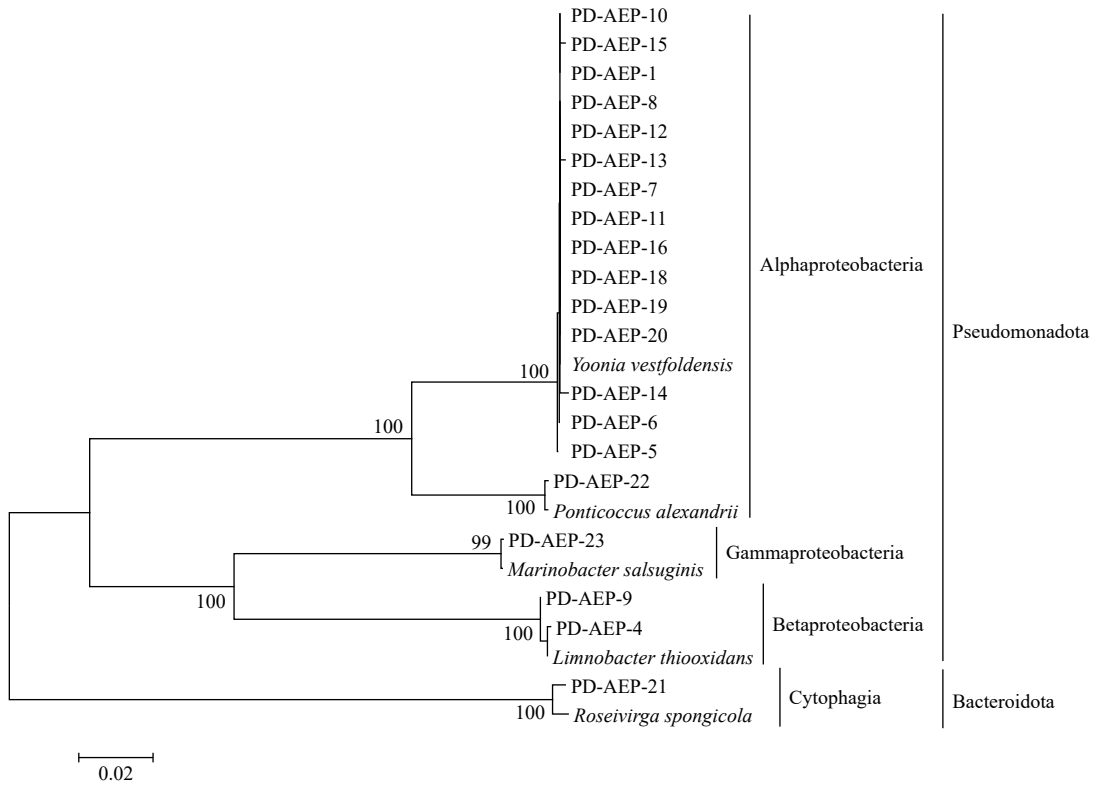 PD-AEP-10
PD-AEP-15
PD-AEP-1
PD-AEP-8
PD-AEP-12
PD-AEP-13
PD-AEP-7
PD-AEP-11
PD-AEP-16
Alphaproteobacteria
PD-AEP-18
PD-AEP-19
PD-AEP-20
Pseudomonadota
Yoonia vestfoldensis
100
PD-AEP-14
PD-AEP-6
100
PD-AEP-5
PD-AEP-22
100
Ponticoccus alexandrii
99
PD-AEP-23
Gammaproteobacteria
Marinobacter salsuginis
100
PD-AEP-9
Betaproteobacteria
100
PD-AEP-4
Limnobacter thiooxidans
PD-AEP-21
Cytophagia
Bacteroidota
100
Roseivirga spongicola
0.02